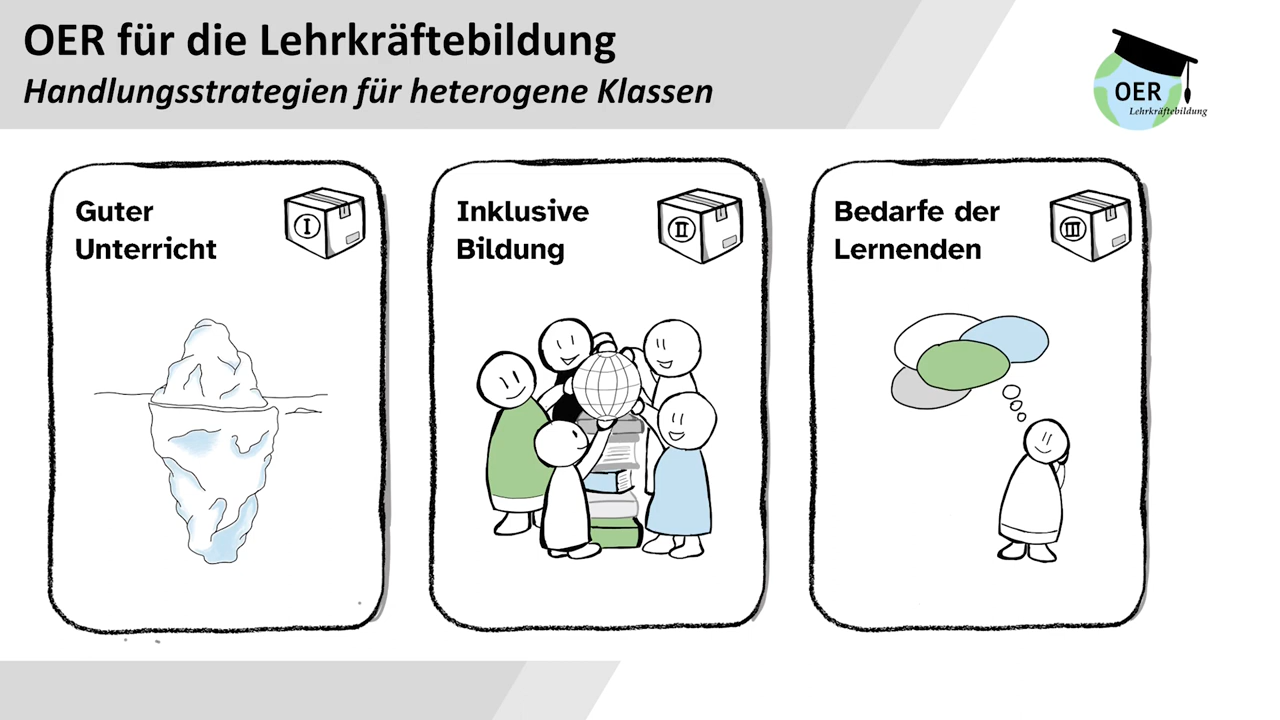 OER für die Lehrkräftebildung
Handlungsstrategien für heterogene Klassen
OER
Lehrkräftebildung
Guter
Unterricht
I
Inklusive
Bildung
II
Bedarfe der
Lernenden
III